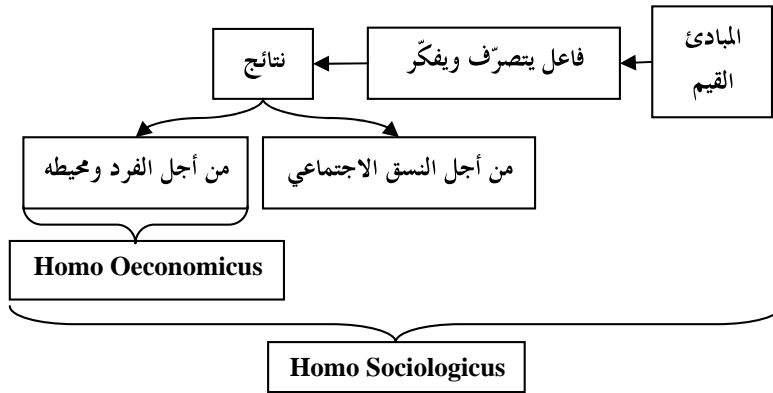 المبادئ
القيم
فاعل يتصرّف ويفكّر
نتائج
من أجل النسق الاجتماعي
من أجل الفرد ومحيطه
Homo Oeconomicus
Homo Sociologicus